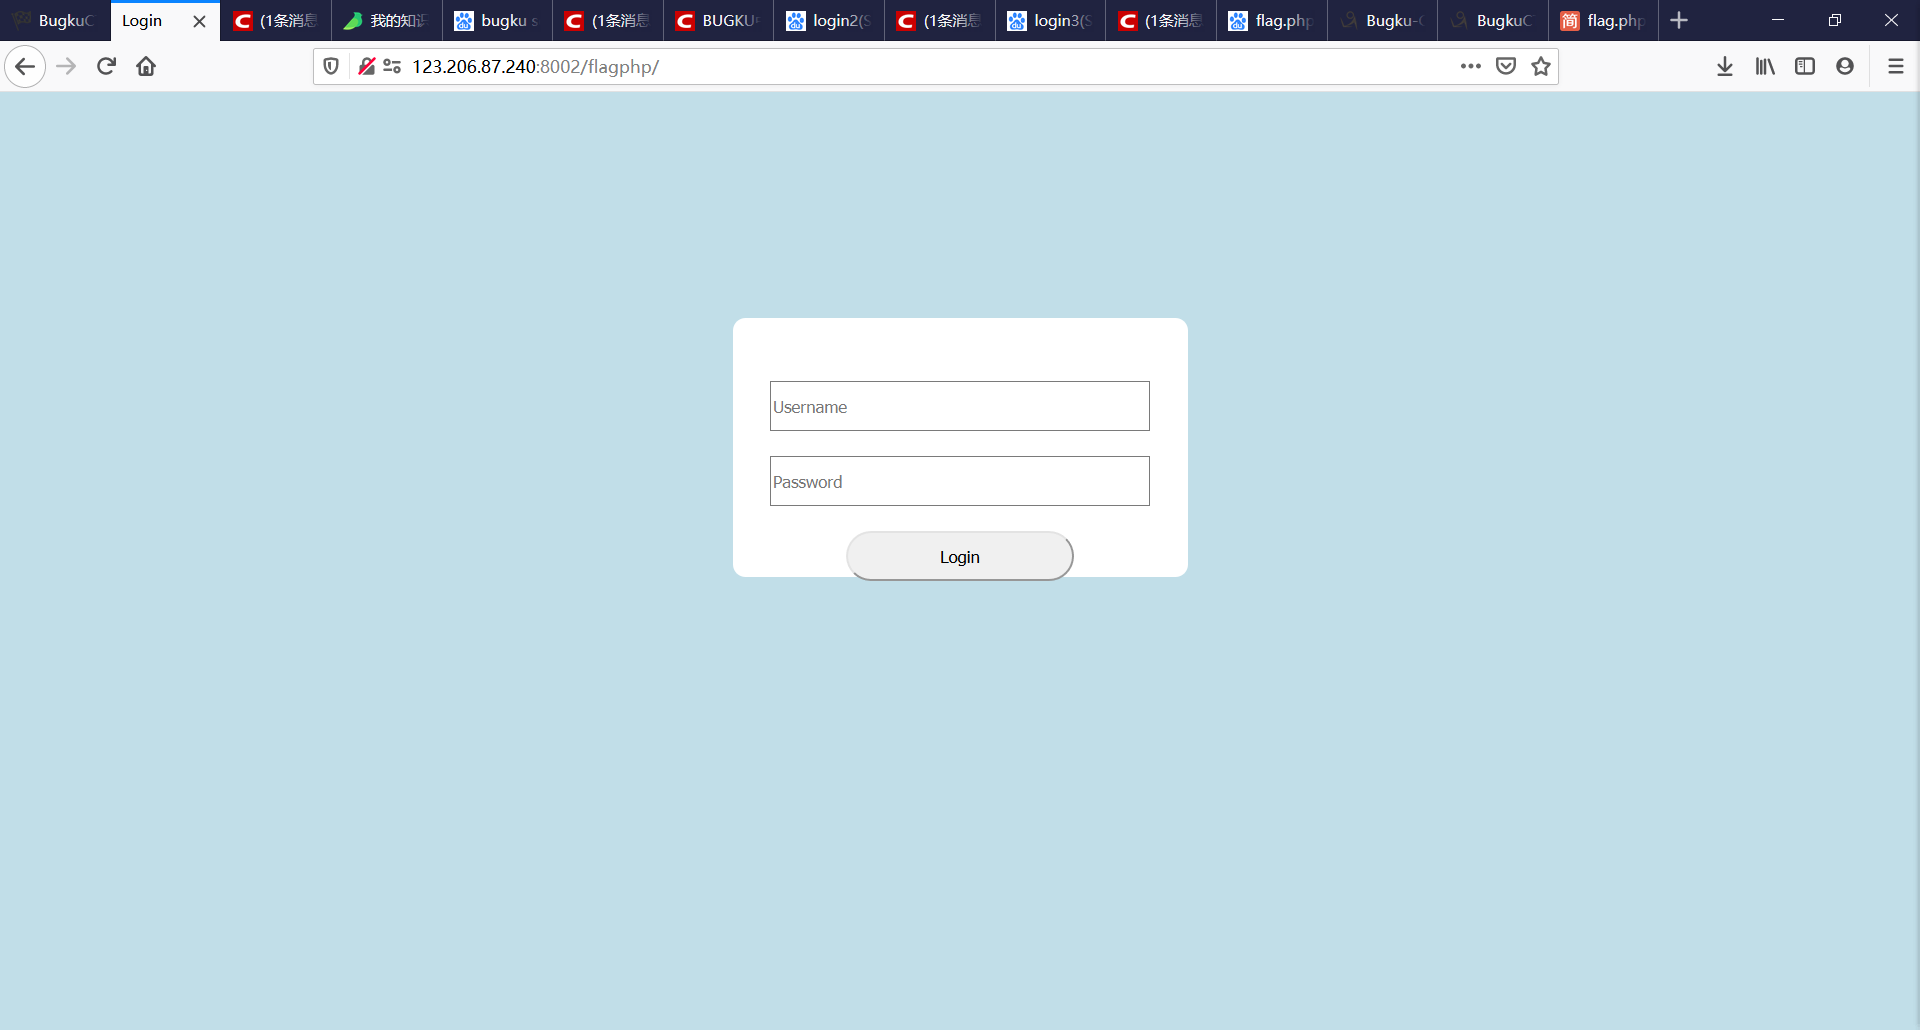 BugkuC
Login
(1条消息
我的知识
bugku s
(1条消息
BUGKU
login2(S
(1条消息
login3(S
(1条消息
flag.php
Bugku-C
BugkuC
简 flag.php
123.206.87.240:8002/flagphp/
Username
Password
Login